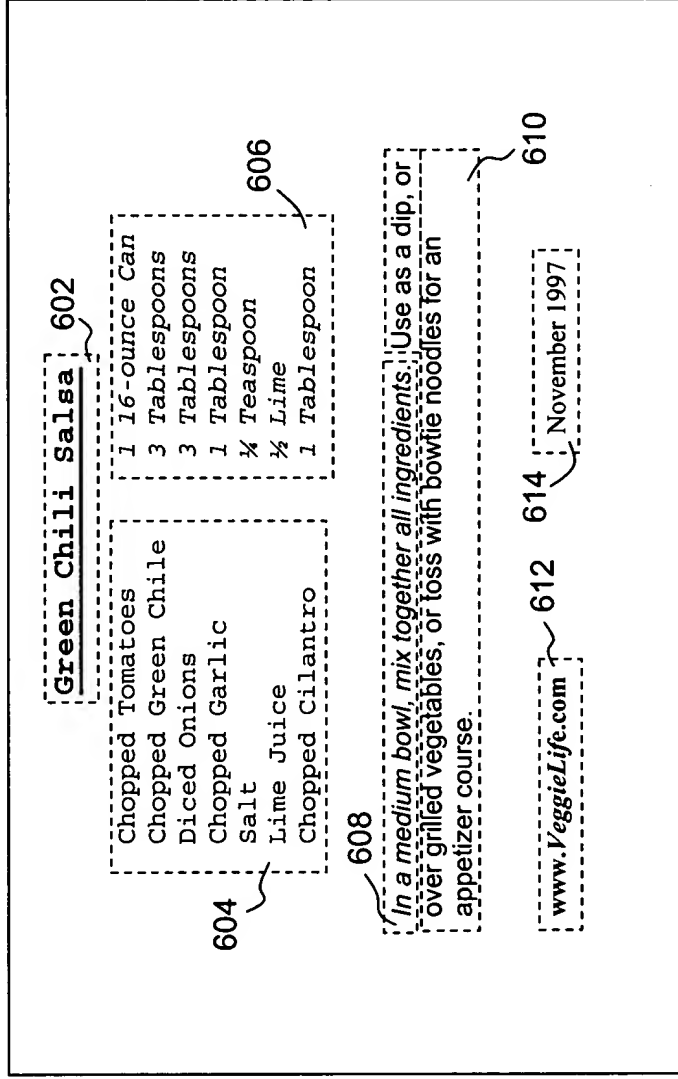 Green Chili Salsa
602
Chopped Tomatoes
Chopped Green Chile
Diced Onions
Chopped Garlic
Salt
Lime Juice
Chopped Cilantro
604
1 16-ounce Can
3 Tablespoons
3 Tablespoons
1 Tablespoon
¼ Teaspoon
½ Lime
1 Tablespoon
606
608
In a medium bowl, mix together all ingredients. Use as a dip, or
over grilled vegetables, or toss with bowtie noodles for an
appetizer course.
610
www.VeggieLife.com
612
November 1997
614